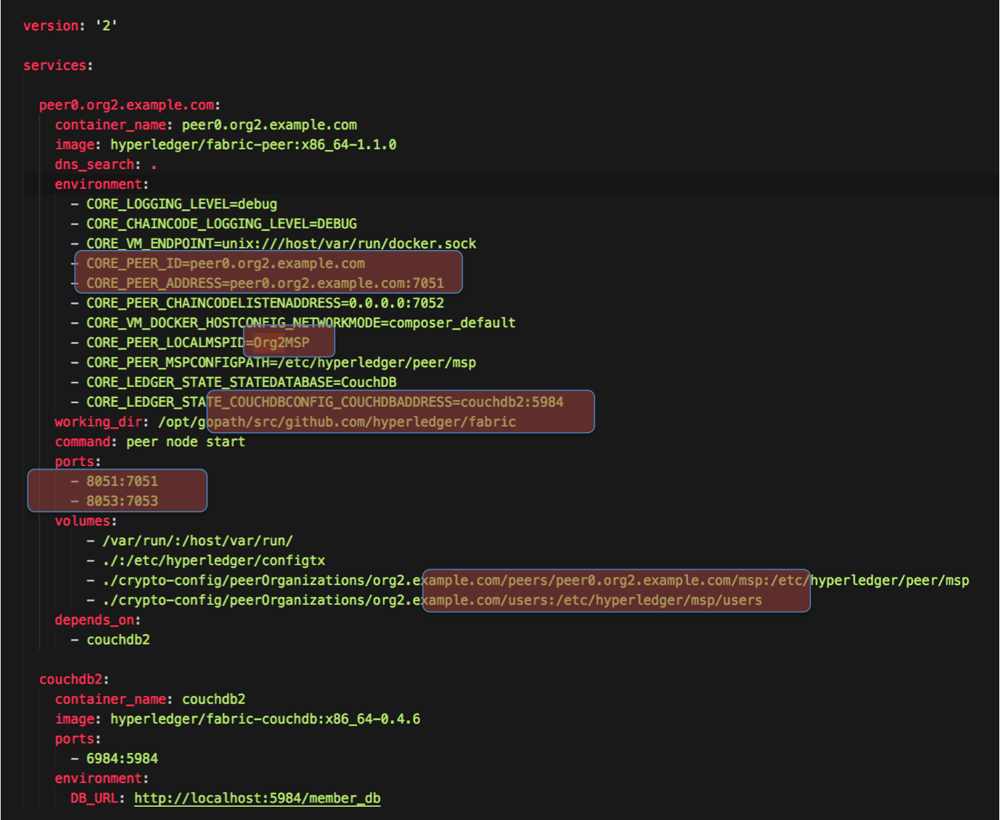 version: '2'
services:
peer0.org2.example.com:
container_name: peer0.org2.example.com
image: hyperledger/fabric-peer:x86_64-1.1.0
dns_search: .
environment:
- CORE_LOGGING_LEVEL=debug
- CORE_CHAINCODE_LOGGING_LEVEL=DEBUG
- CORE_VM_ENDPOINT=unix:///host/var/run/docker.sock
- CORE_PEER_ID=peer0.org2.example.com
- CORE_PEER_ADDRESS=peer0.org2.example.com:7051
- CORE_PEER_CHAINCODELISTENADDRESS=0.0.0.0:7052
- CORE_VM_DOCKER_HOSTCONFIG_NETWORKMODE=composer_default
- CORE_PEER_LOCALMSPID=Org2MSP
- CORE_PEER_MSPCONFIGPATH=/etc/hyperledger/peer/msp
- CORE_LEDGER_STATE_STATEDATABASE=CouchDB
- CORE_LEDGER_STATE_COUCHDBCONFIG_COUCHDBADDRESS=couchdb2:5984
working_dir: /opt/gopath/src/github.com/hyperledger/fabric
command: peer node start
ports:
- 8051:7051
- 8053:7053
volumes:
- /var/run/:/host/var/run/
- ./:/etc/hyperledger/configtx
- ./crypto-config/peerOrganizations/org2.example.com/peers/peer0.org2.example.com/msp:/etc/hyperledger/peer/msp
- ./crypto-config/peerOrganizations/org2.example.com/users:/etc/hyperledger/msp/users
depends_on:
- couchdb2
couchdb2:
container_name: couchdb2
image: hyperledger/fabric-couchdb:x86_64-0.4.6
ports:
- 6984:5984
environment:
DB_URL: http://localhost:5984/member_db